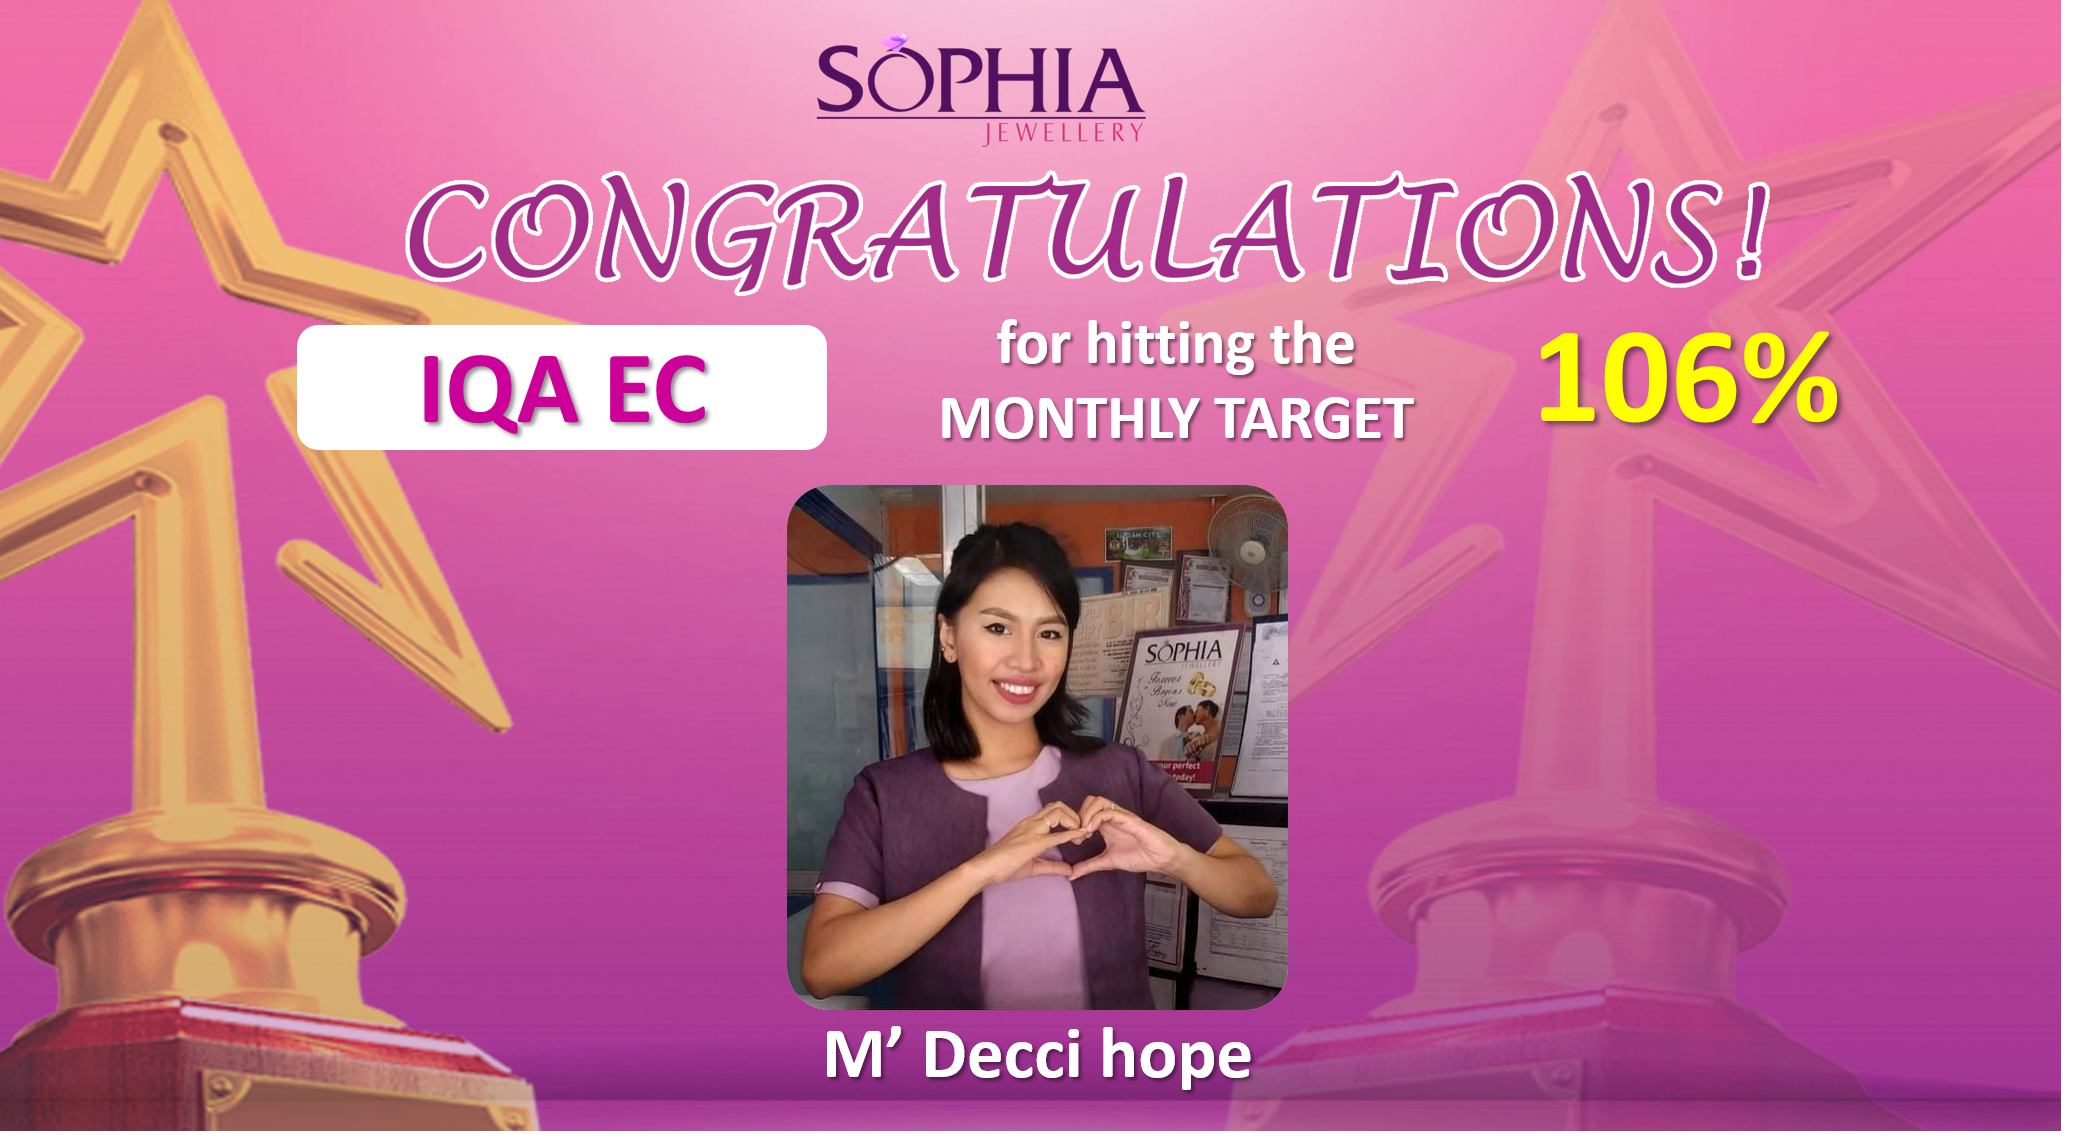 SOPHIA
JEWELLERY
CONGRATULATIONS!
IQA EC
for hitting the
MONTHLY TARGET
106%
SOPHIA
JEWELLERY
Forever
Begins
Now
perfect
today!
M’ Decci hope